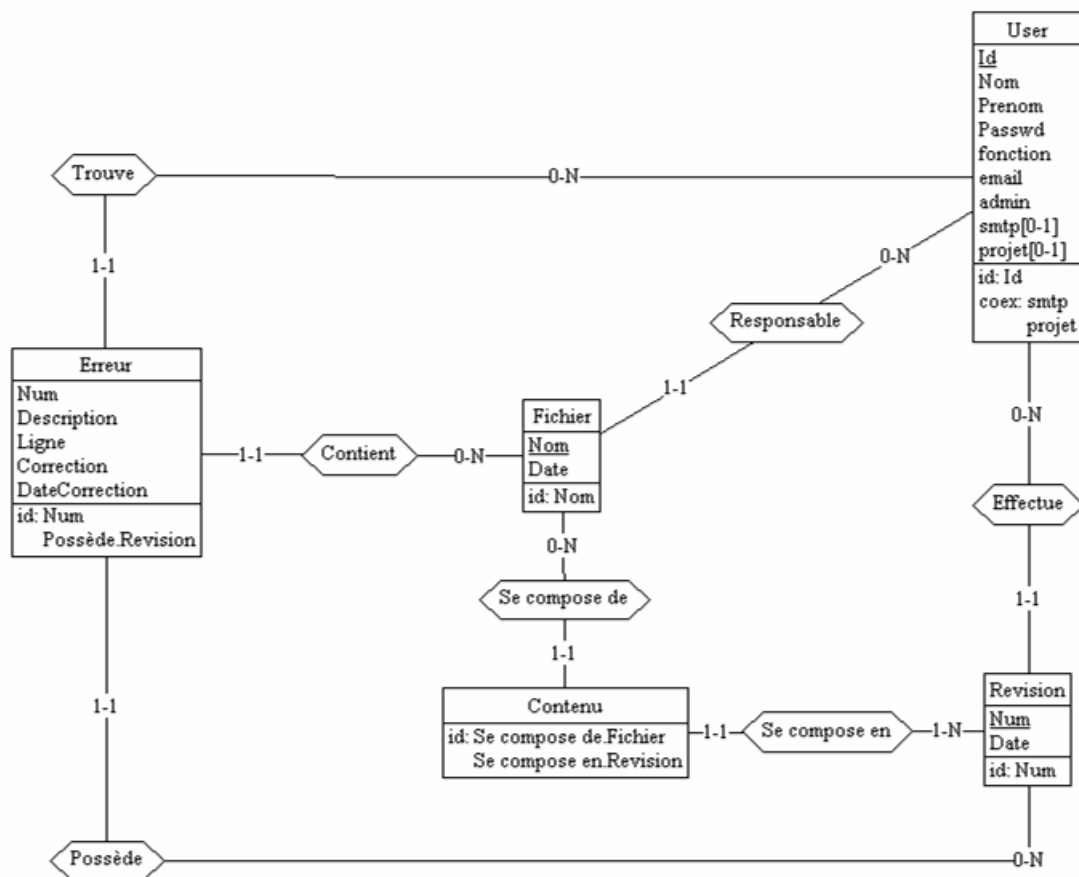 User
Id
Nom
Prenom
Passwd
fonction
email
admin
smtp[0-1]
projet[0-1]
id: Id
coex: smtp
projet
Trouve
0-N
1-1
0-N
Responsable
1-1
Erreur
Num
Description
Ligne
Correction
DateCorrection
id: Num
Possède.Revision
1-1
Contient
0-N
Fichier
Nom
Date
id: Nom
0-N
Effectue
1-1
0-N
Se compose de
1-1
Contenu
id: Se compose de.Fichier
Se compose en.Revision
1-1
Se compose en
1-N
Revision
Num
Date
id: Num
1-1
Possède
0-N